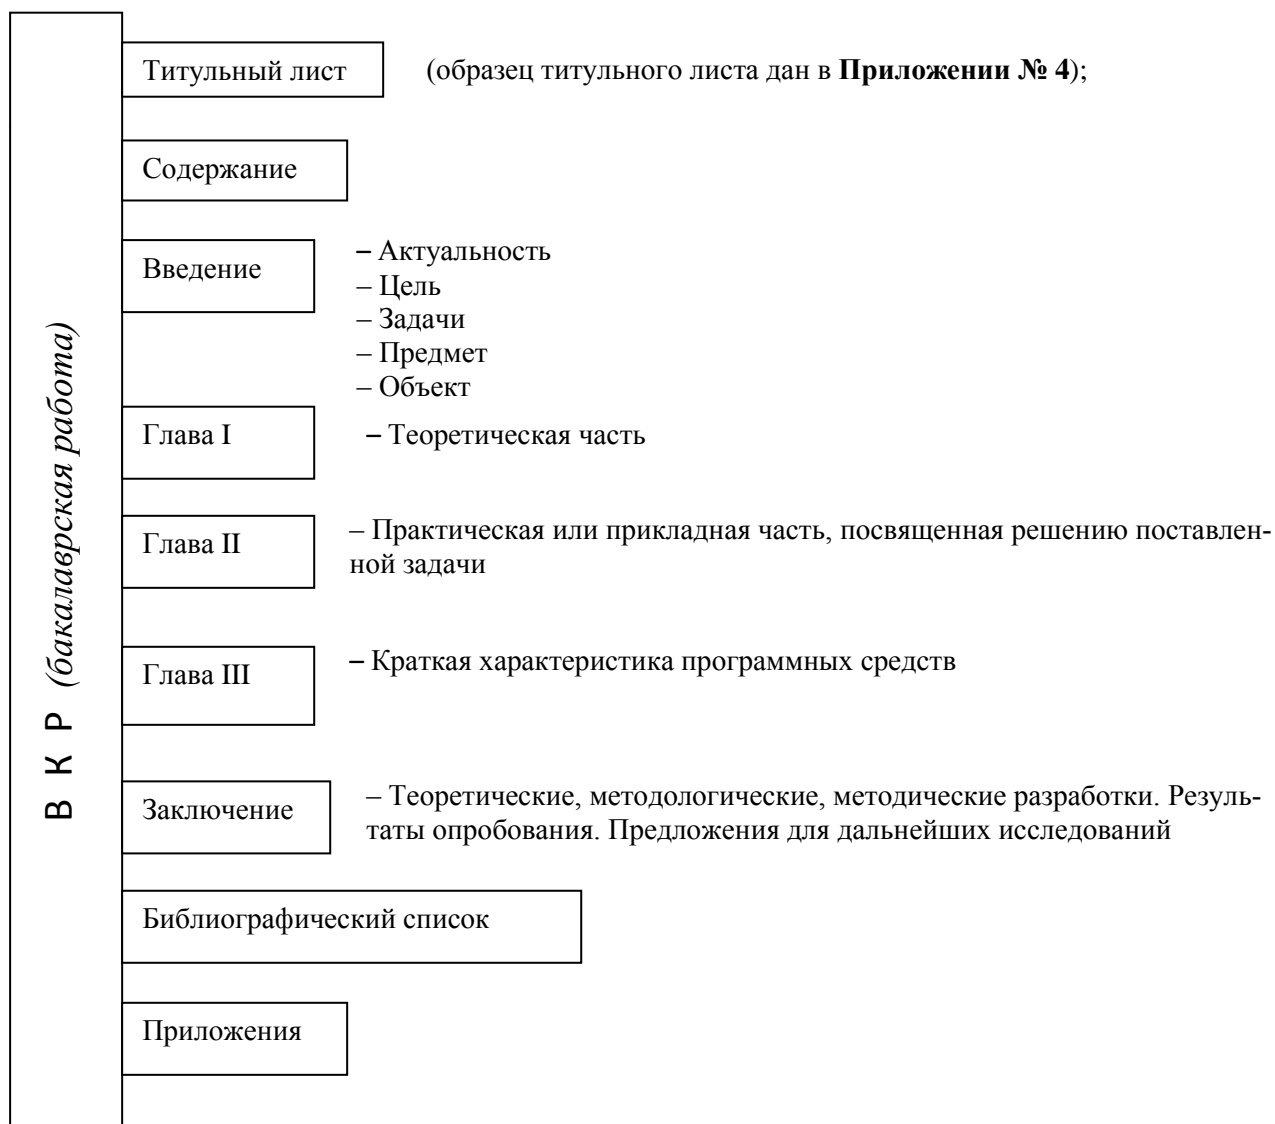 В К Р (бакалаврская работа)
Титульный лист (образец титульного листа дан в Приложении № 4);
Содержание
Введение – Актуальность
– Цель
– Задачи
– Предмет
– Объект
Глава I – Теоретическая часть
Глава II – Практическая или прикладная часть, посвященная решению поставлен-
ной задачи
Глава III – Краткая характеристика программных средств
Заключение – Теоретические, методологические, методические разработки. Резуль-
таты опробования. Предложения для дальнейших исследований
Библиографический список
Приложения